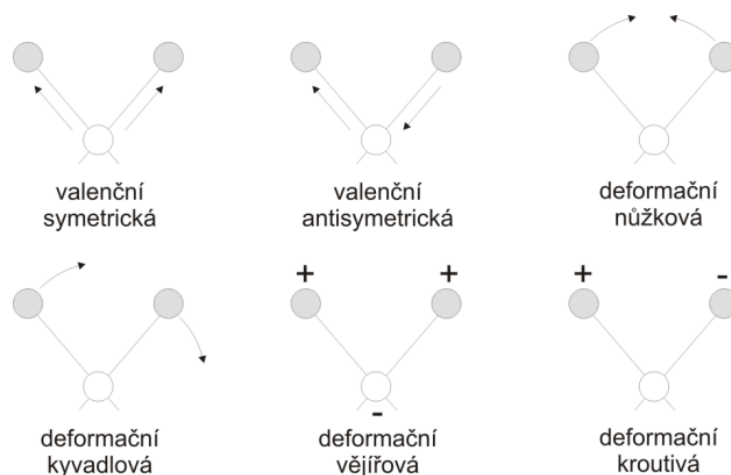 valenční
symetrická
valenční
antisymetrická
deformační
nůžková
+
+
-
+
-
deformační
kyvadlová
deformační
vějířová
deformační
kroutivá